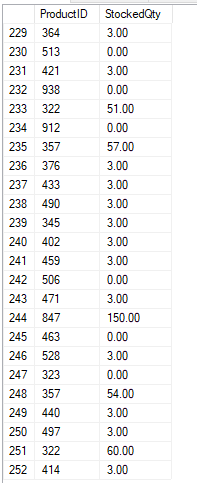 ProductID StockedQty
229 364 3.00
230 513 0.00
231 421 3.00
232 938 0.00
233 322 51.00
234 912 0.00
235 357 57.00
236 376 3.00
237 433 3.00
238 490 3.00
239 345 3.00
240 402 3.00
241 459 3.00
242 506 0.00
243 471 3.00
244 847 150.00
245 463 0.00
246 528 3.00
247 323 0.00
248 357 54.00
249 440 3.00
250 497 3.00
251 322 60.00
252 414 3.00